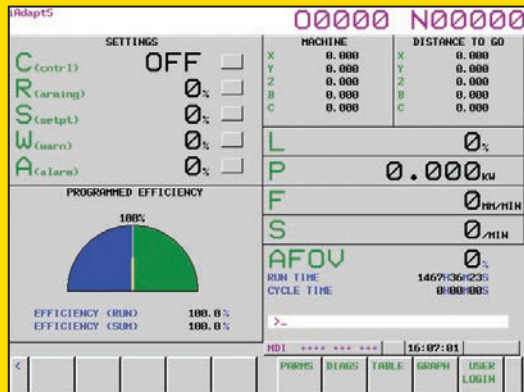 iAdaptS
O0000 N00000
SETTINGS
C(cntrl) OFF
R(arming) 0%
S(setpt) 0%
W(warn) 0%
A(alarm) 0%
PROGRAMMED EFFICIENCY
100%
EFFICIENCY (RUN) 100.0%
EFFICIENCY (SUM) 100.0%
MACHINE DISTANCE TO GO
X 0.000 X 0.000
Y 0.000 Y 0.000
Z 0.000 Z 0.000
B 0.000 B 0.000
C 0.000 C 0.000
L 0%
P 0.000KW
F 0MM/MIN
S 0/MIN
AFOV 0%
RUN TIME 1467H36M23S
CYCLE TIME 0H00M00S
>_
MDI **** *** *** 16:07:01
< PARMS DIAGS TABLE GRAPH USER LOGIN